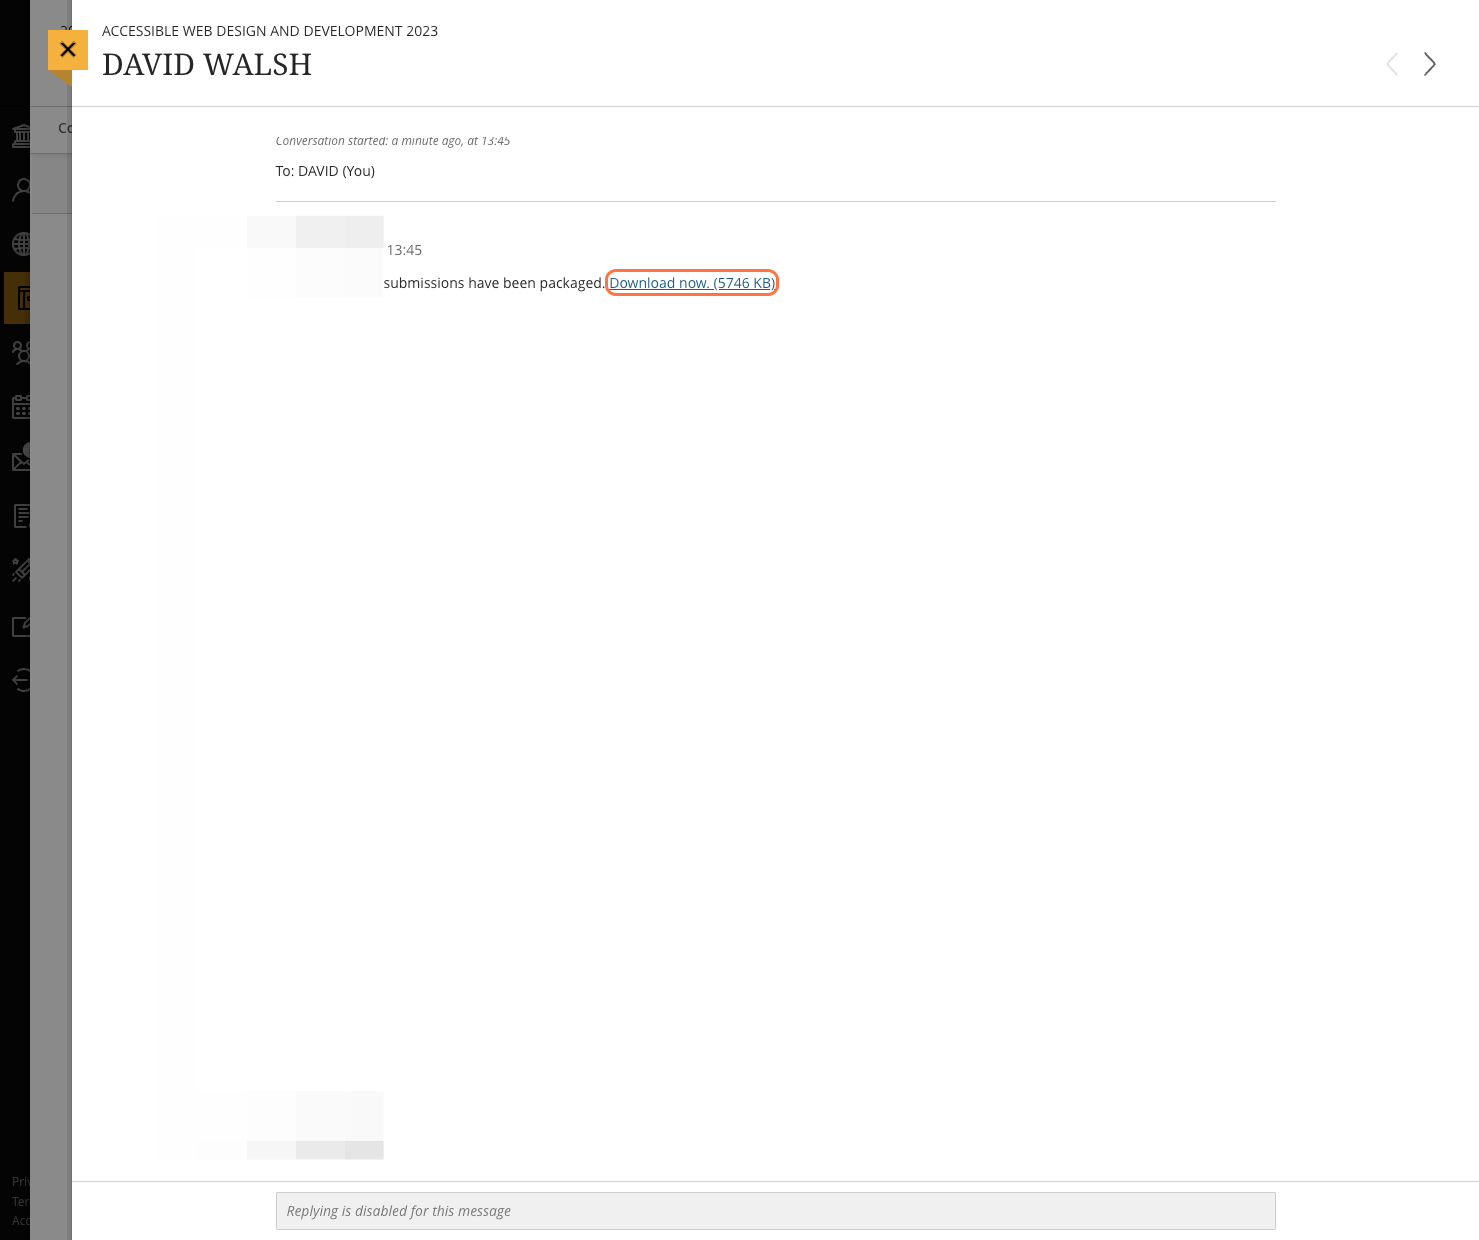 ACCESSIBLE WEB DESIGN AND DEVELOPMENT 2023
DAVID WALSH
Conversation started: a minute ago, at 13:45
To: DAVID (You)
13:45
submissions have been packaged. Download now. (5746 KB)
Replying is disabled for this message